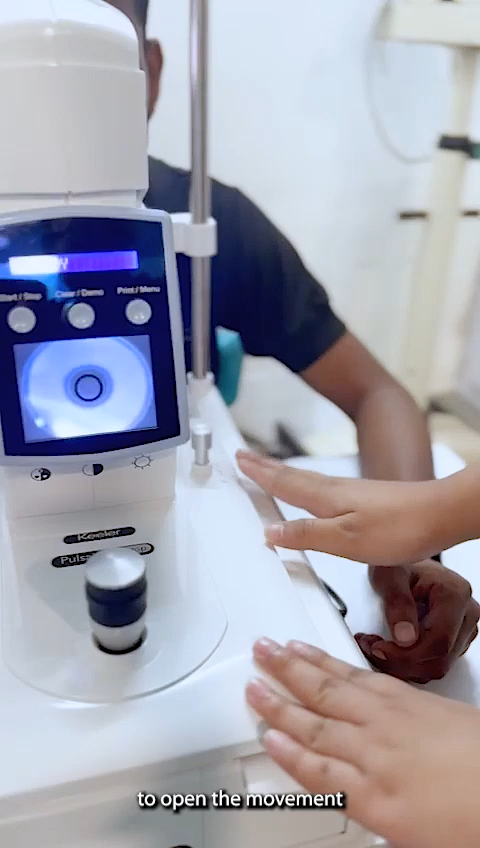 Start / Stop
Clear / Demo
Print / Menu
Keeler
to open the movement